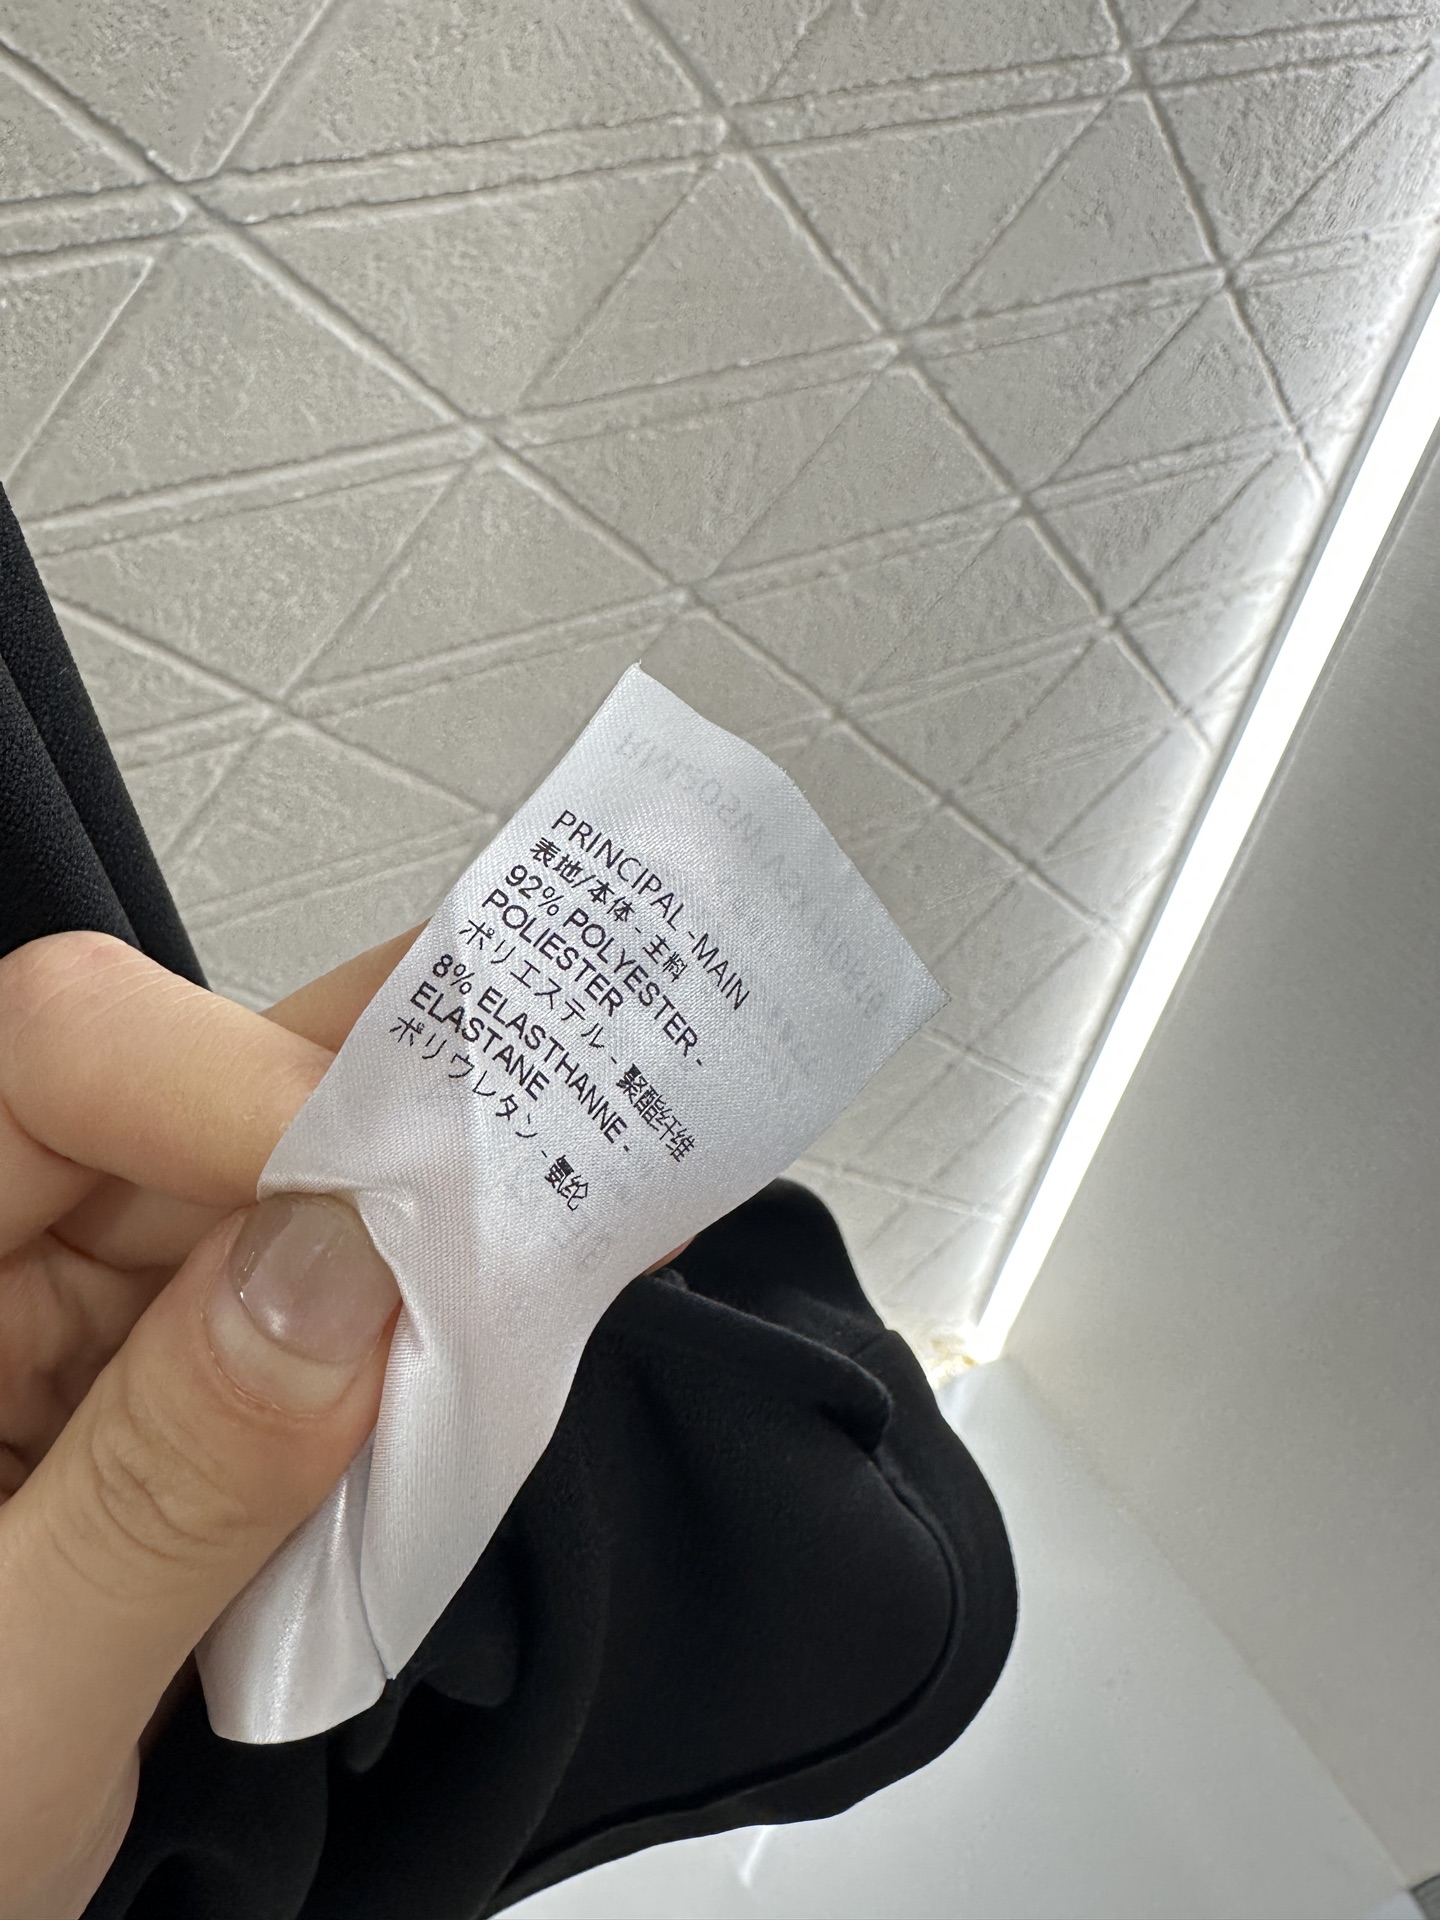 PRINCIPAL -MAIN
表地/本体 - 主料
92% POLYESTER -
POLIESTER
ポリエステル - 聚酯纤维
8% ELASTHANNE -
ELASTANE
ポリウレタン - 氨纶